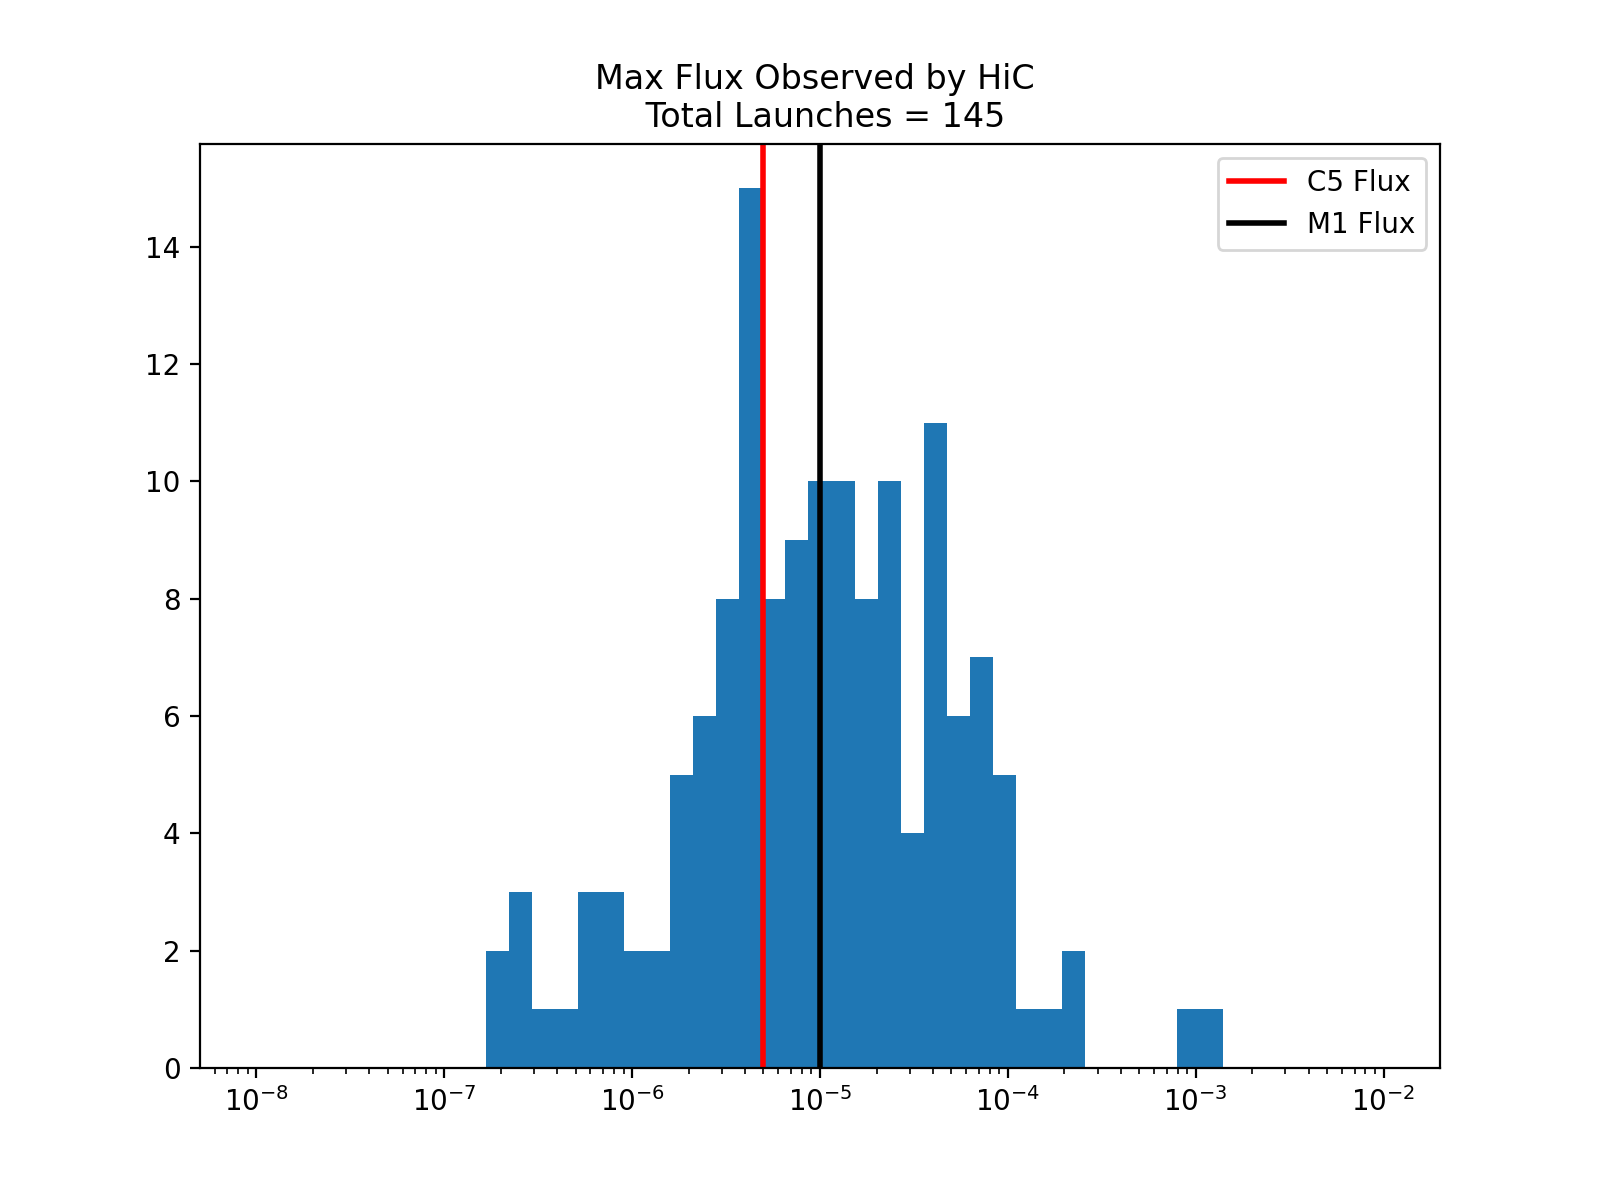 Max Flux Observed by HiC
Total Launches = 145
C5 Flux
M1 Flux
14
12
10
8
6
4
2
0
10⁻⁸ 10⁻⁷ 10⁻⁶ 10⁻⁵ 10⁻⁴ 10⁻³ 10⁻²